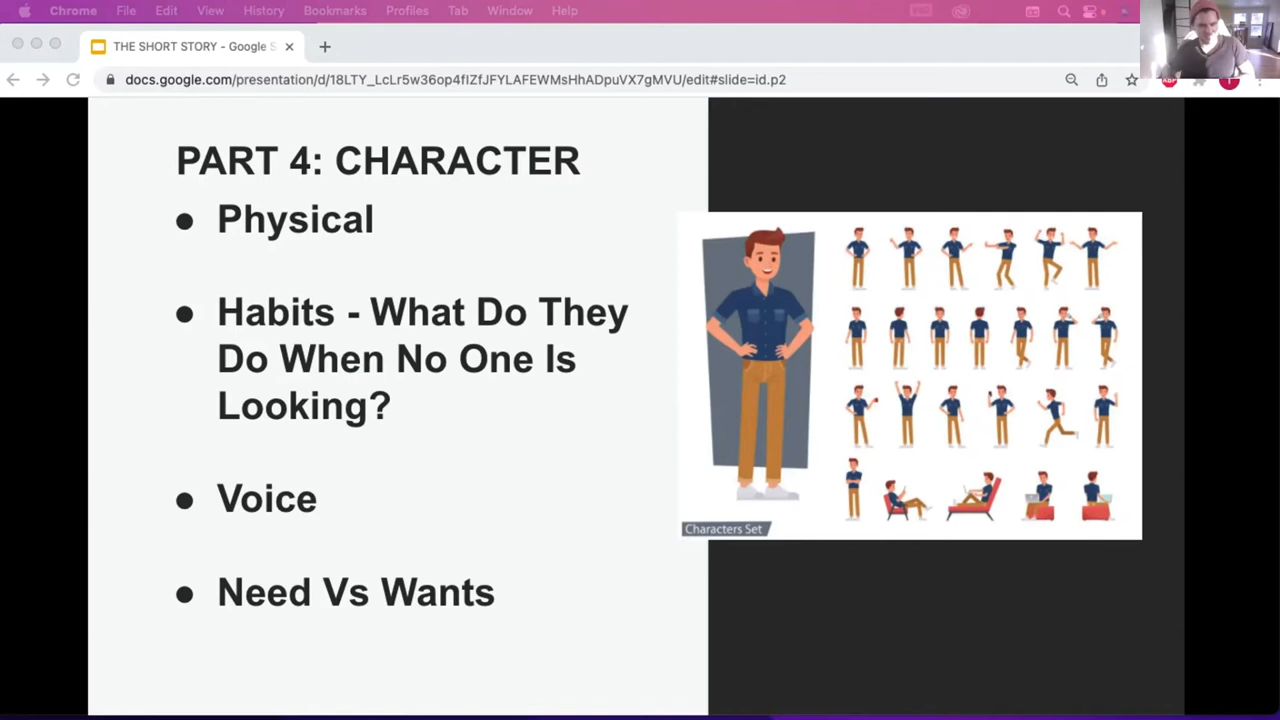 Chrome File Edit View History Bookmarks Profiles Tab Window Help
THE SHORT STORY - Google S
docs.google.com/presentation/d/18LTY_LcLr5w36op4fIZfJFYLAFEWMsHhADpuVX7gMVU/edit#slide=id.p2
PART 4: CHARACTER
● Physical
● Habits - What Do They
Do When No One Is
Looking?
● Voice
● Need Vs Wants
Characters Set